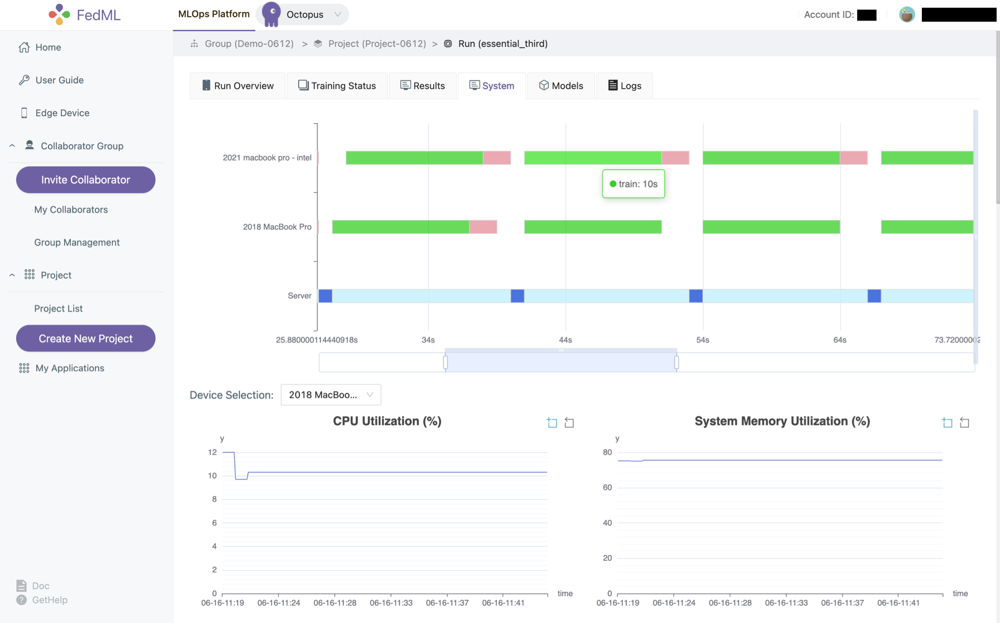 FedML
MLOps Platform
Octopus
Account ID:
Home
User Guide
Edge Device
Collaborator Group
Invite Collaborator
My Collaborators
Group Management
Project
Project List
Create New Project
My Applications
Doc
GetHelp
Group (Demo-0612) > Project (Project-0612) > Run (essential_third)
Run Overview
Training Status
Results
System
Models
Logs
2021 macbook pro - intel
train: 10s
2018 MacBook Pro
Server
25.880000114440918s 34s 44s 54s 64s 73.720000002
Device Selection: 2018 MacBoo...
CPU Utilization (%)
y
12
10
8
6
4
2
0
time
06-16-11:19 06-16-11:24 06-16-11:28 06-16-11:33 06-16-11:37 06-16-11:41
System Memory Utilization (%)
y
80
60
40
20
0
time
06-16-11:19 06-16-11:24 06-16-11:28 06-16-11:33 06-16-11:37 06-16-11:41